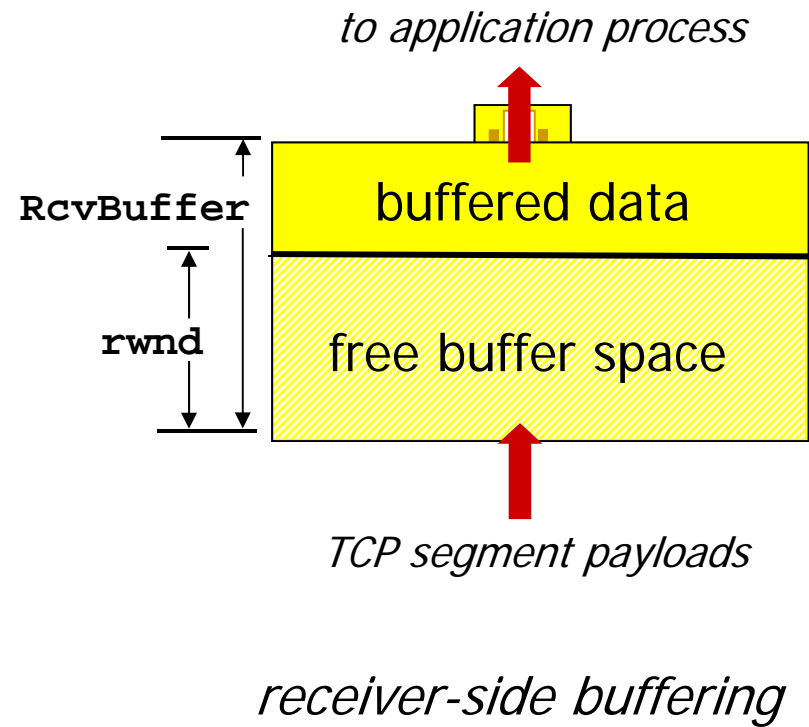 to application process
RcvBuffer
buffered data
rwnd
free buffer space
TCP segment payloads
receiver-side buffering